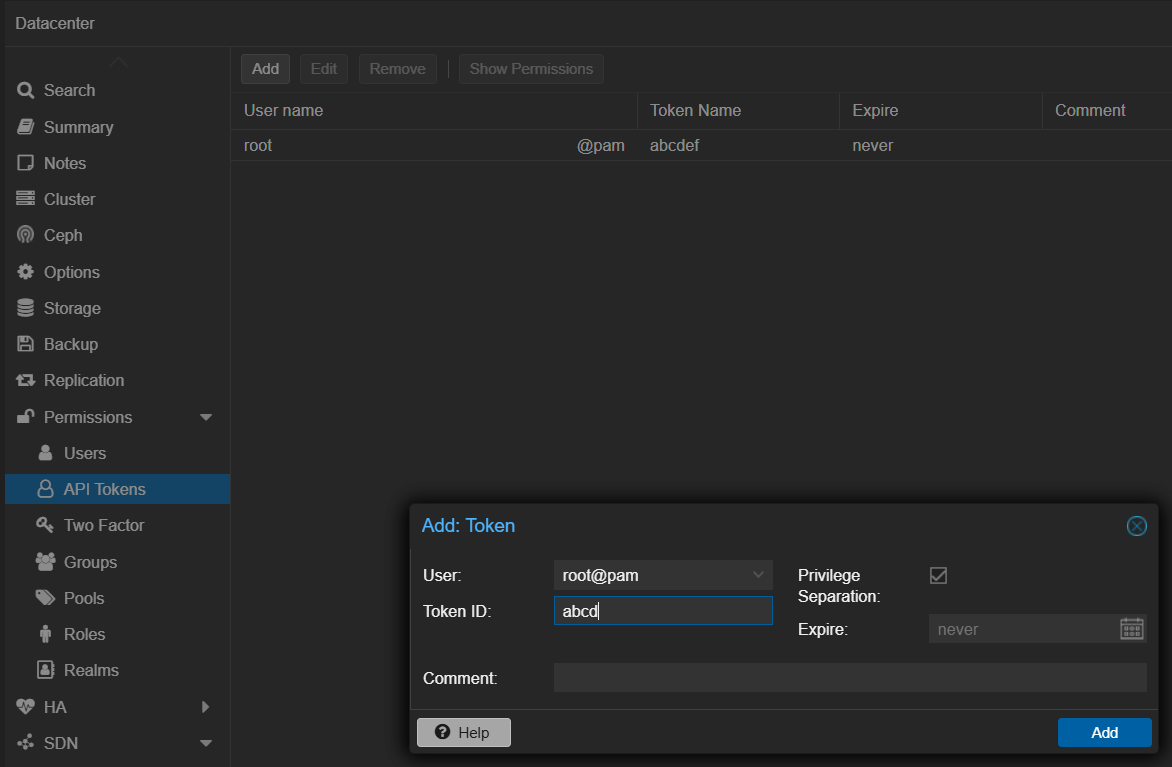 Datacenter
Search
Summary
Notes
Cluster
Ceph
Options
Storage
Backup
Replication
Permissions
Users
API Tokens
Two Factor
Groups
Pools
Roles
Realms
HA
SDN
Add Edit Remove Show Permissions
User name Token Name Expire Comment
root @pam abcdef never
Add: Token
User: root@pam
Token ID: abcd
Privilege
Separation:
Expire: never
Comment:
Help Add